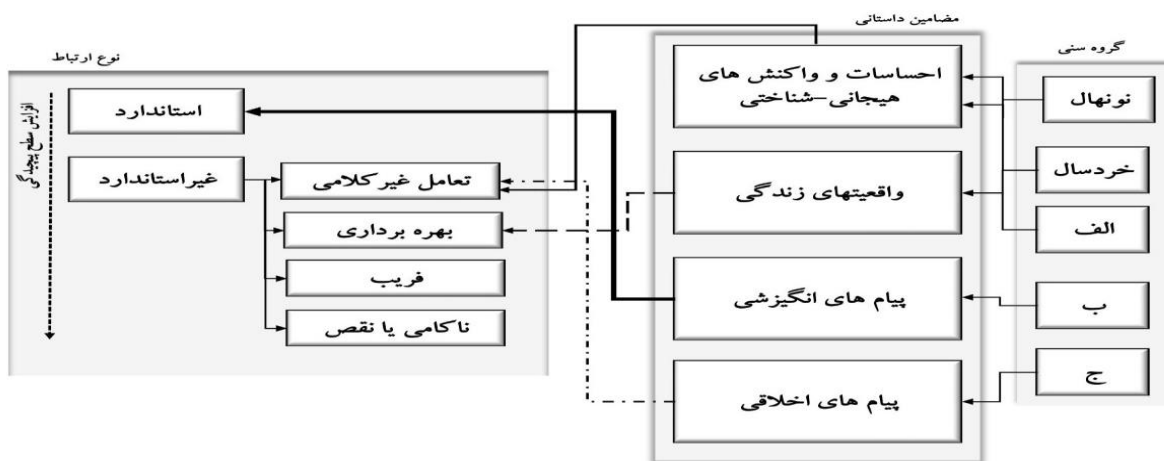 گروه سنی
نونهال
خردسال
الف
ب
ج
مضامین داستانی
احساسات و واکنش های
هیجانی-شناختی
واقعیتهای زندگی
پیام های انگیزشی
پیام های اخلاقی
نوع ارتباط
استاندارد
غیراستاندارد
تعامل غیرکلامی
بهره برداری
فریب
ناکامی یا نقص
افزایش سطح پیچیدگی